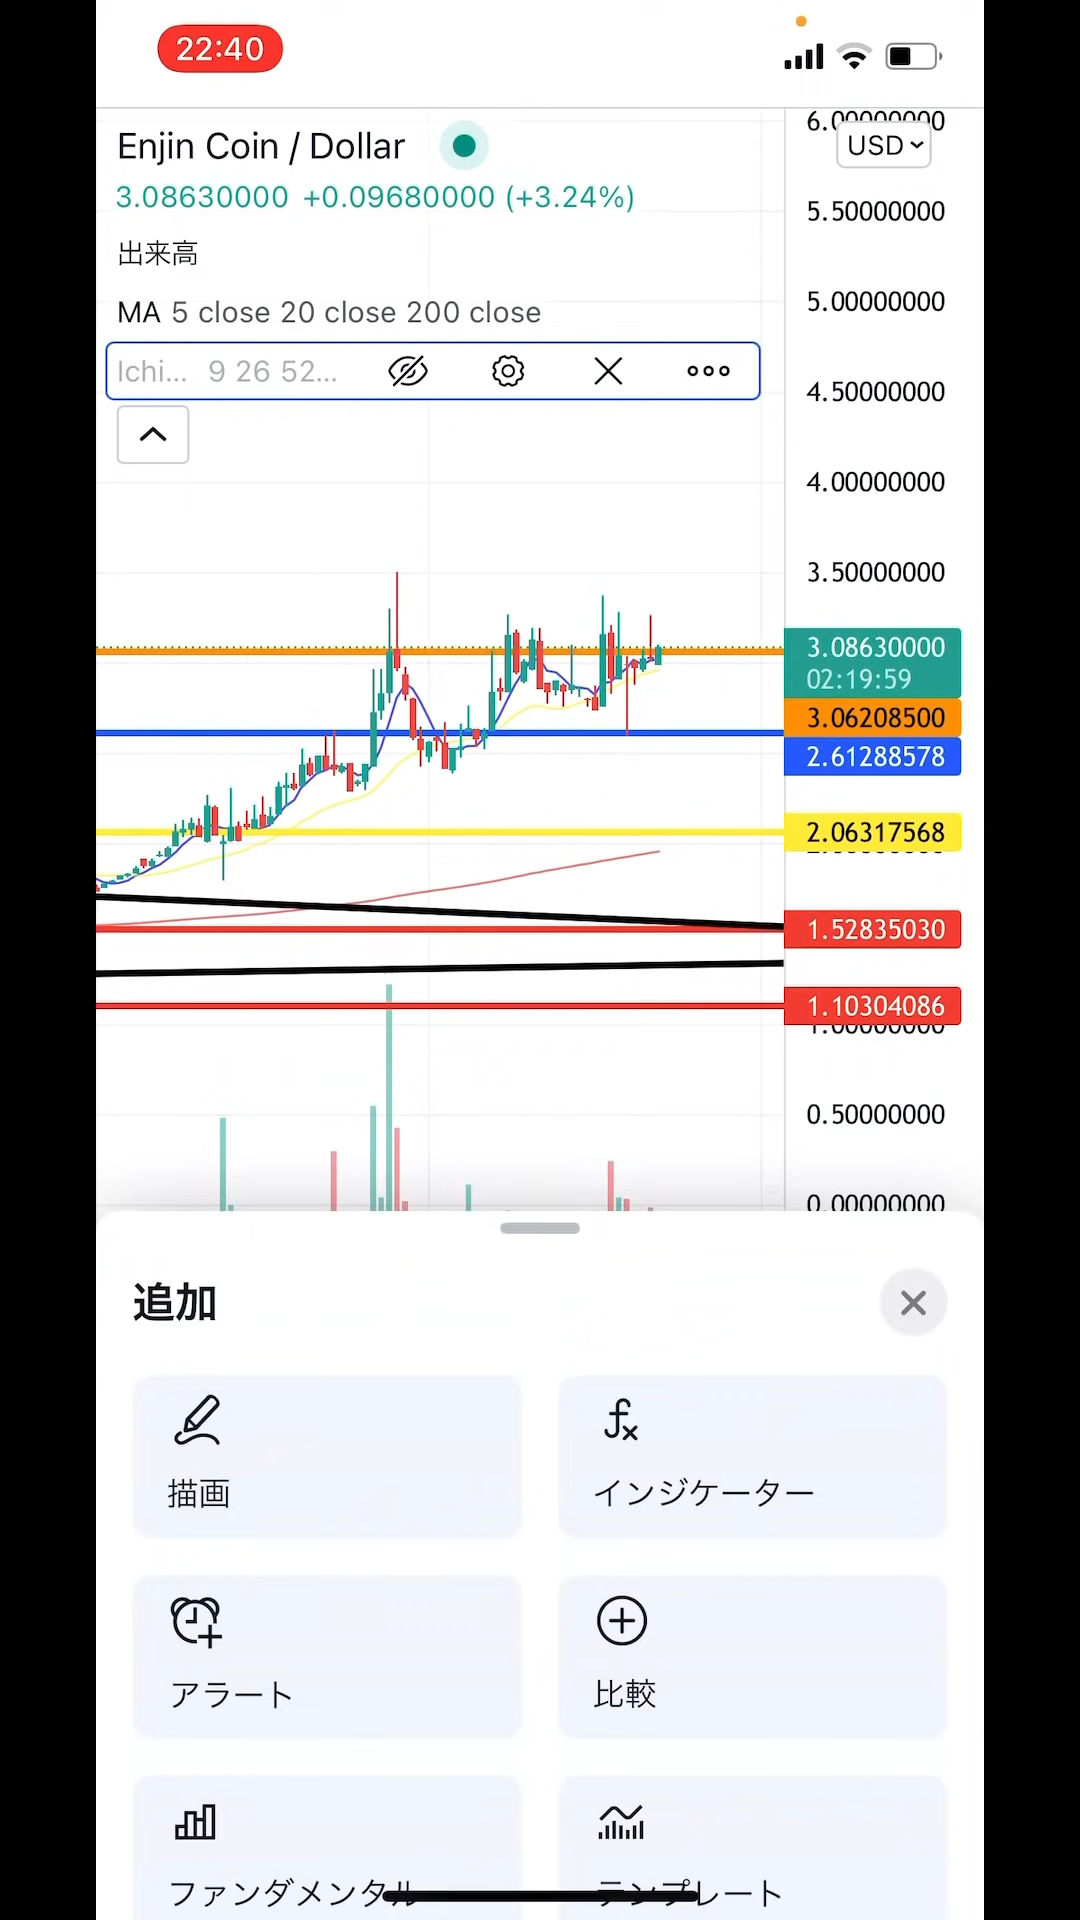 22:40
Enjin Coin / Dollar
3.08630000 +0.09680000 (+3.24%)
出来高
MA 5 close 20 close 200 close
Ichi... 9 26 52...
USD
6.00000000
5.50000000
5.00000000
4.50000000
4.00000000
3.50000000
3.08630000
02:19:59
3.06208500
2.61288578
2.06317568
1.52835030
1.10304086
1.00000000
0.50000000
0.00000000
追加
描画
インジケーター
アラート
比較
ファンダメンタル
テンプレート